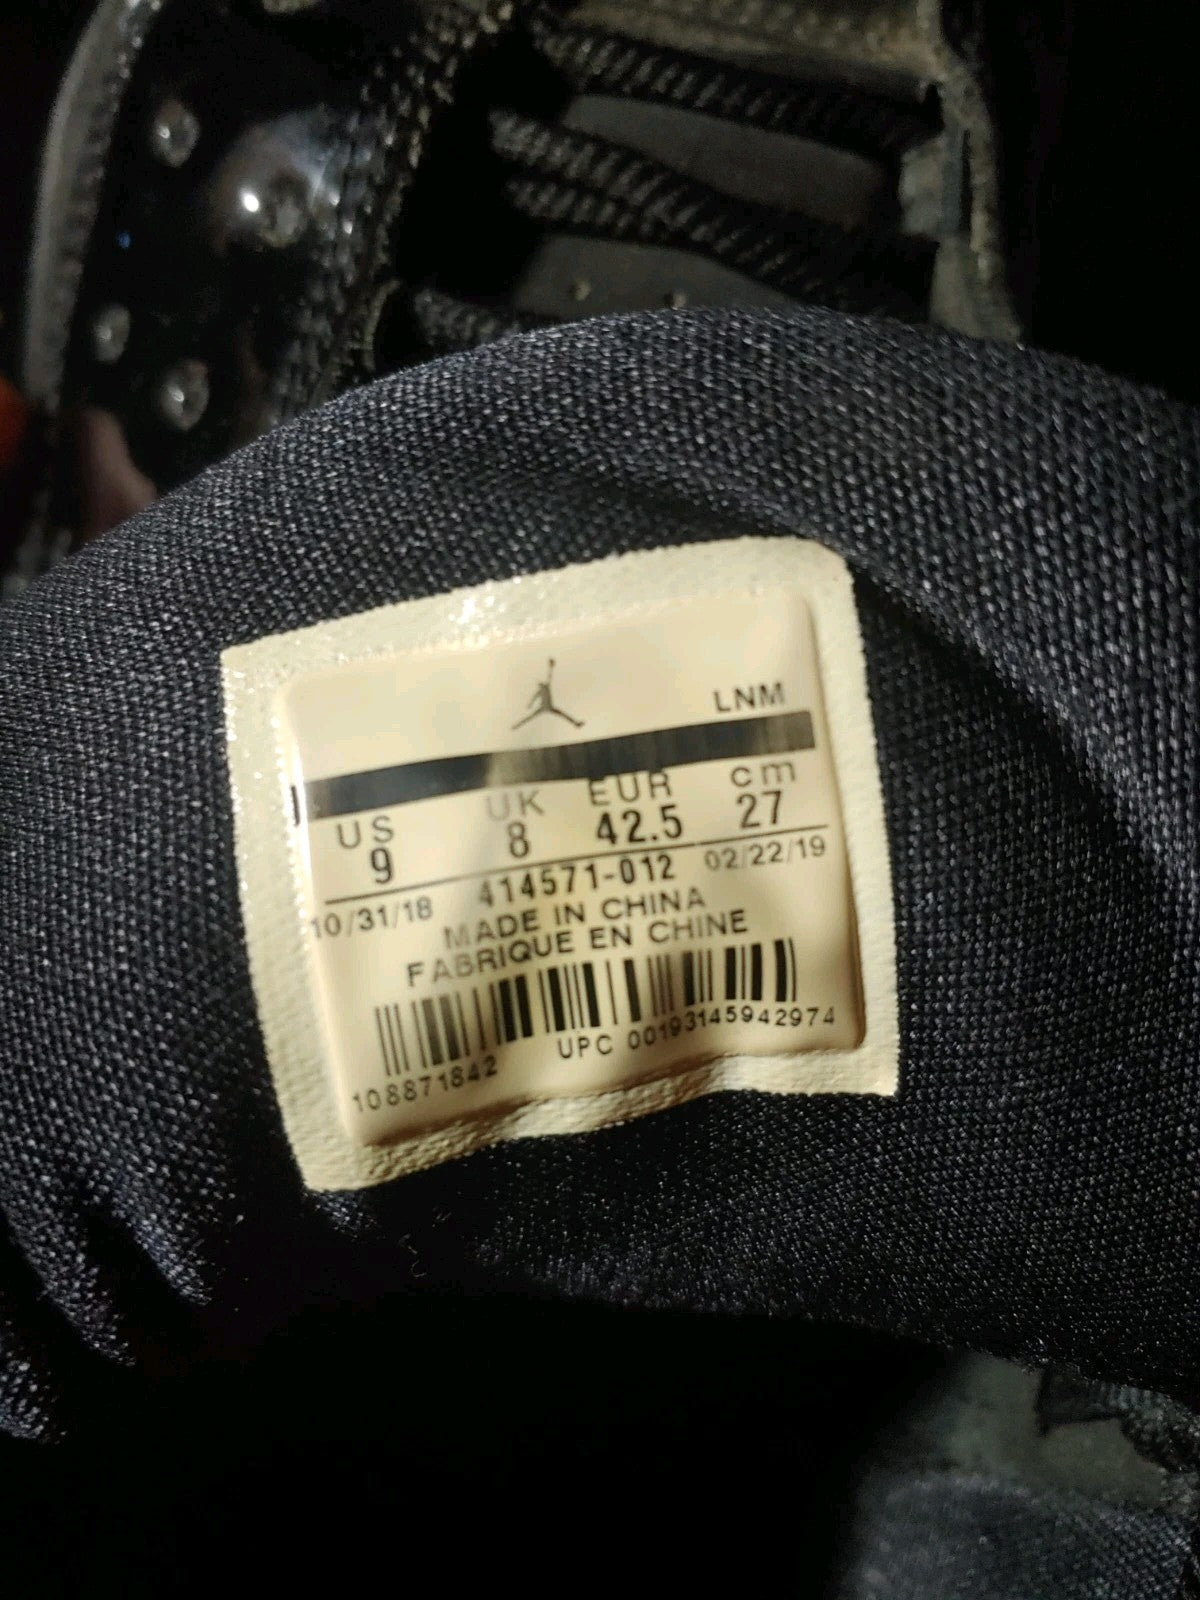 LNM
US UK EUR cm
9 8 42.5 27
10/31/18 414571-012 02/22/19
MADE IN CHINA
FABRIQUE EN CHINE
108871842 UPC 00193145942974